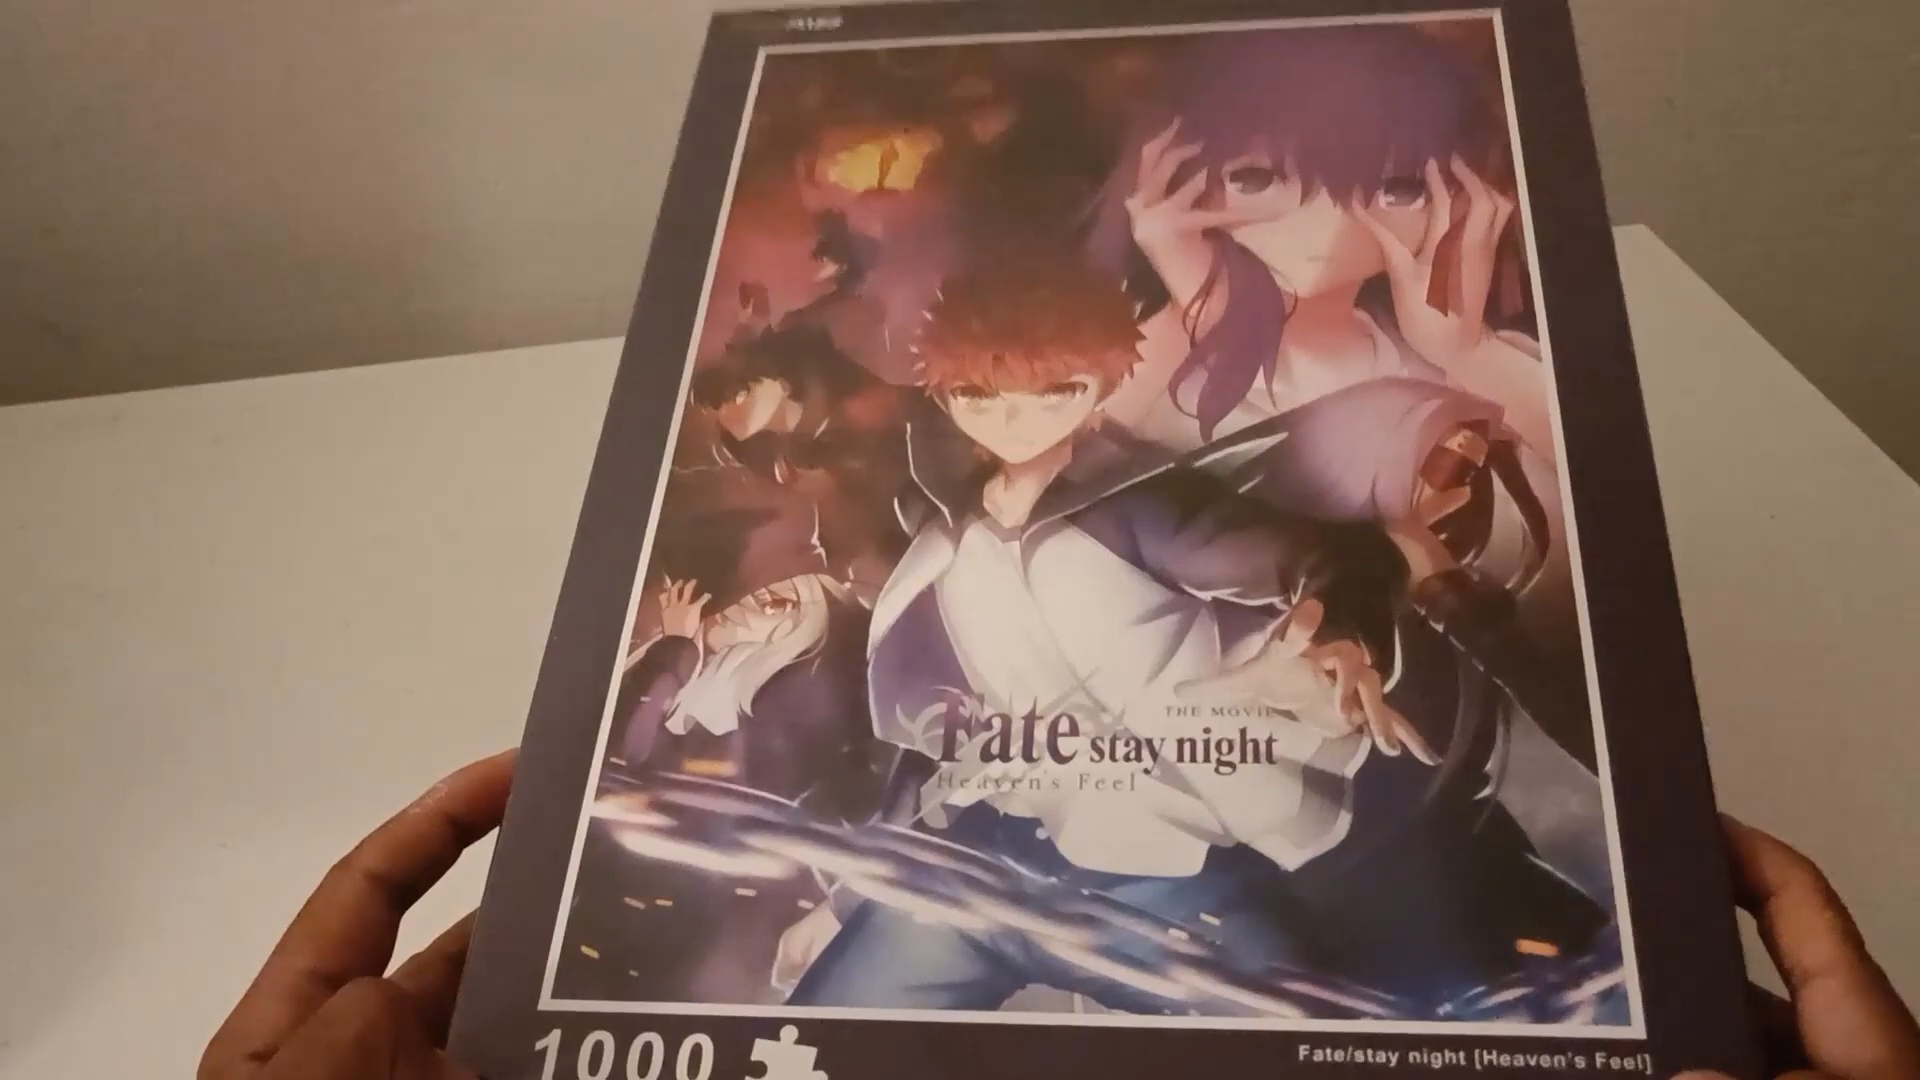 THE MOVIE
Fate stay night
Heaven's Feel
1000
Fate/stay night [Heaven's Feel]